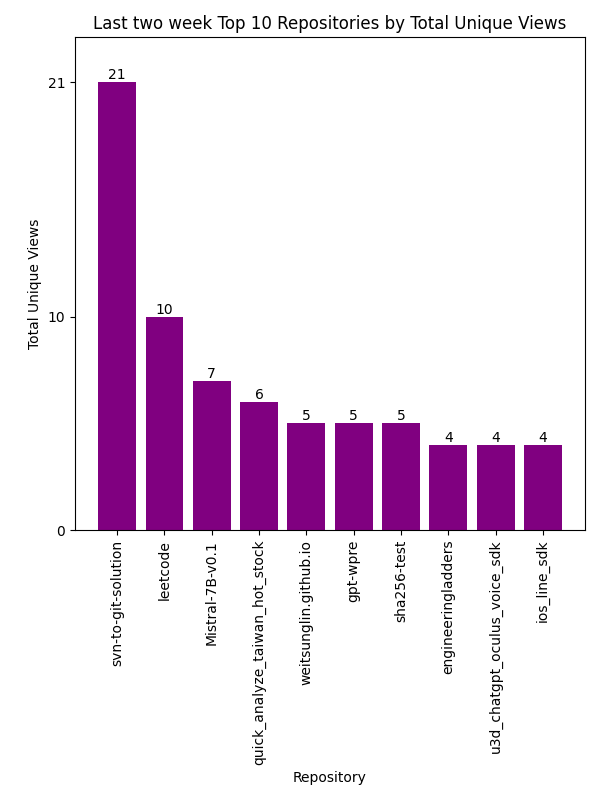 Last two week Top 10 Repositories by Total Unique Views
Total Unique Views
21
10
0
21
10
7
6
5
5
5
4
4
4
svn-to-git-solution
leetcode
Mistral-7B-v0.1
quick_analyze_taiwan_hot_stock
weitsunglin.github.io
gpt-wpre
sha256-test
engineeringladders
u3d_chatgpt_oculus_voice_sdk
ios_line_sdk
Repository